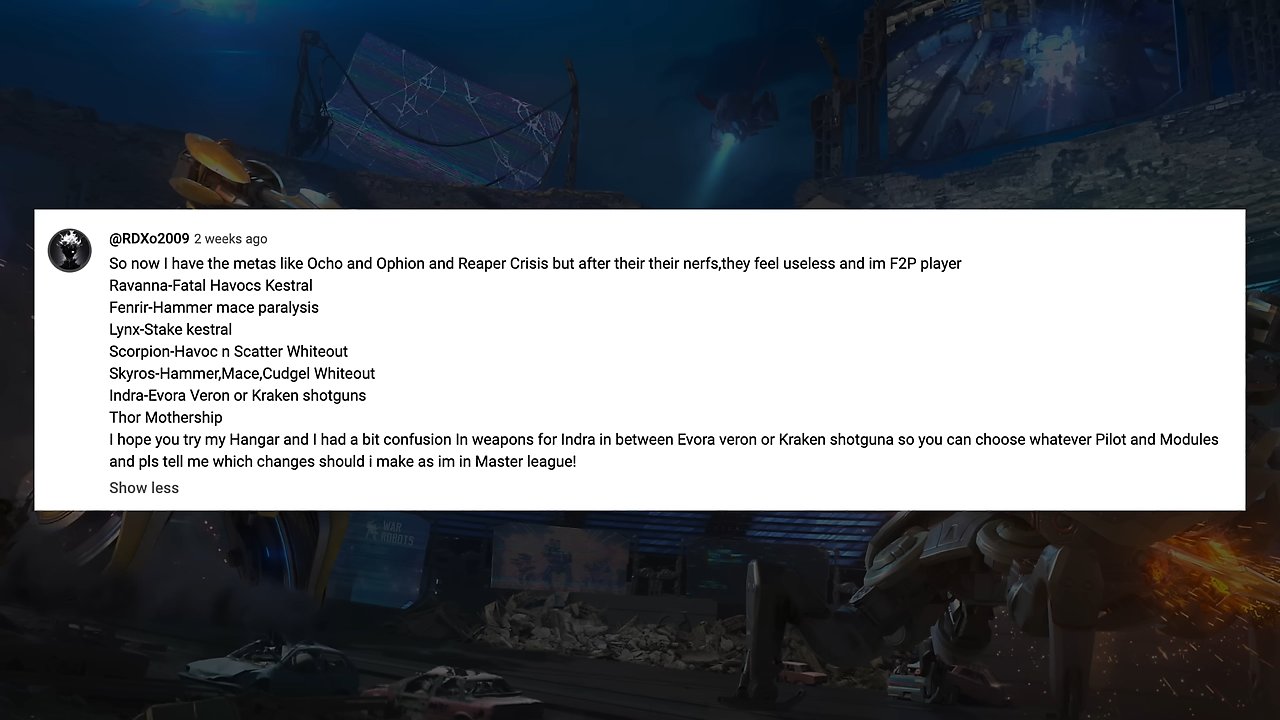 @RDXo2009 2 weeks ago
So now I have the metas like Ocho and Ophion and Reaper Crisis but after their their nerfs,they feel useless and im F2P player
Ravanna-Fatal Havocs Kestral
Fenrir-Hammer mace paralysis
Lynx-Stake kestral
Scorpion-Havoc n Scatter Whiteout
Skyros-Hammer,Mace,Cudgel Whiteout
Indra-Evora Veron or Kraken shotguns
Thor Mothership
I hope you try my Hangar and I had a bit confusion In weapons for Indra in between Evora veron or Kraken shotguna so you can choose whatever Pilot and Modules
and pls tell me which changes should i make as im in Master league!
Show less
WAR
ROBOTS